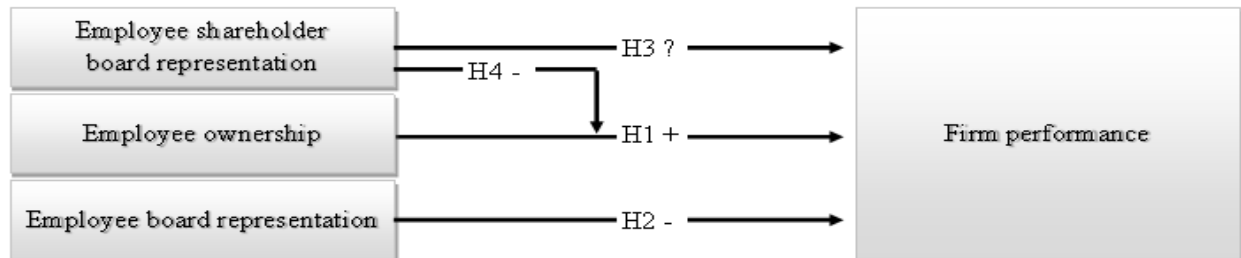 Employee shareholder
board representation
H3 ?
H4 -
Employee ownership
H1 +
Firm performance
Employee board representation
H2 -